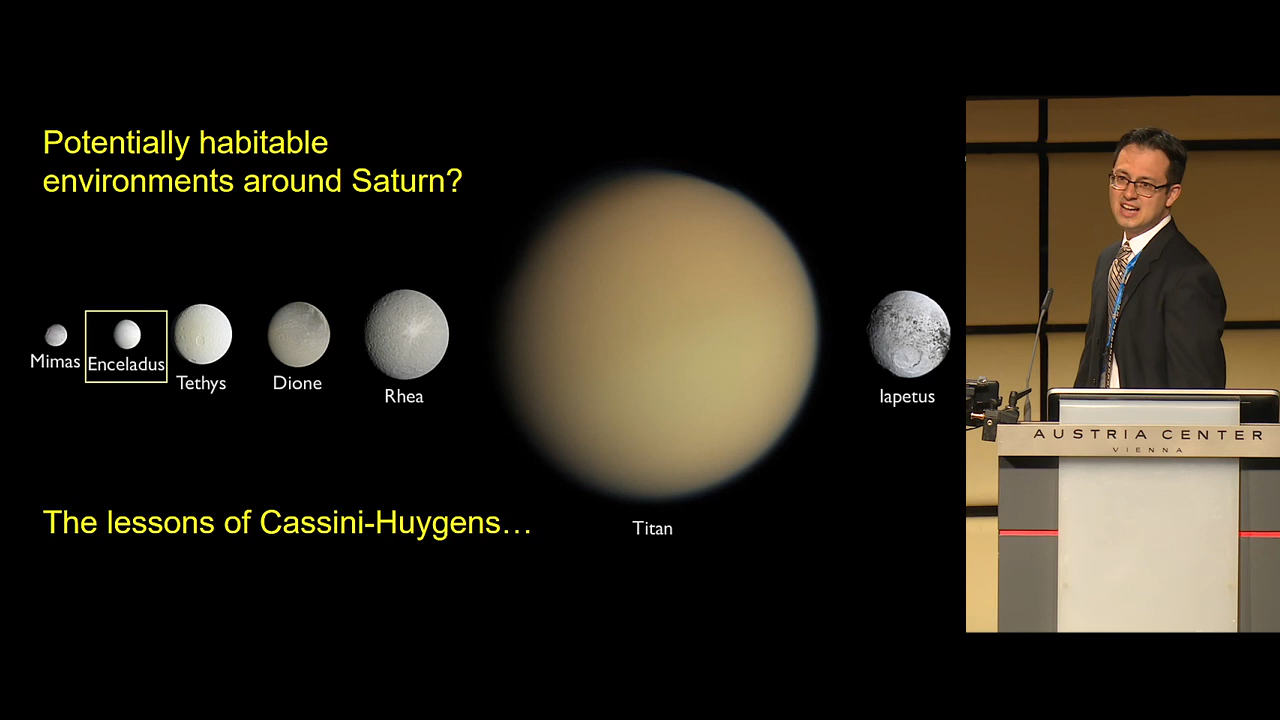 Potentially habitable
environments around Saturn?
Mimas
Enceladus
Tethys
Dione
Rhea
Iapetus
The lessons of Cassini-Huygens…
Titan
AUSTRIA CENTER
VIENNA